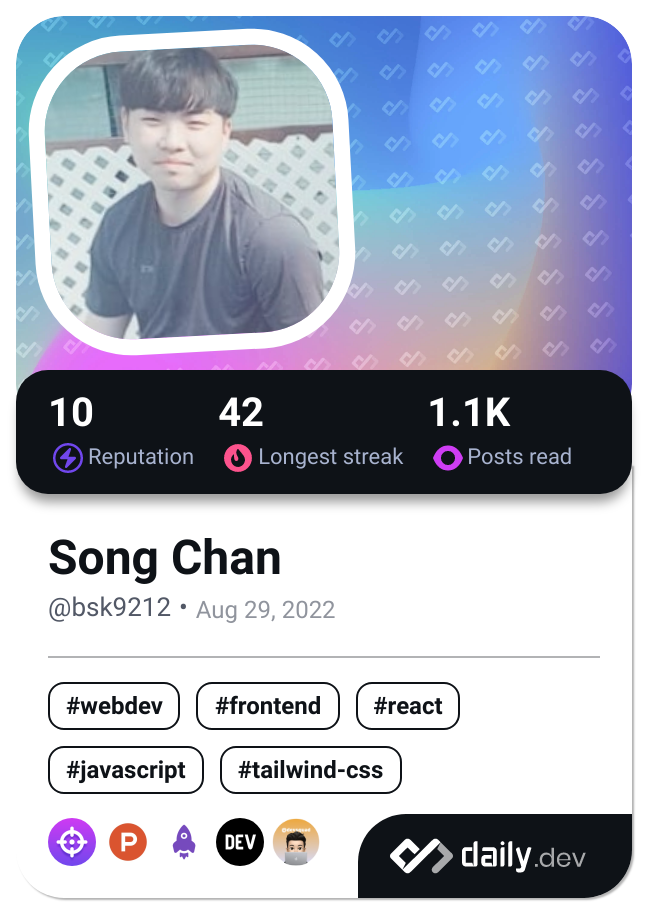 10 42 1.1K
Reputation Longest streak Posts read
Song Chan
@bsk9212 • Aug 29, 2022
#webdev #frontend #react
#javascript #tailwind-css
P DEV
daily.dev